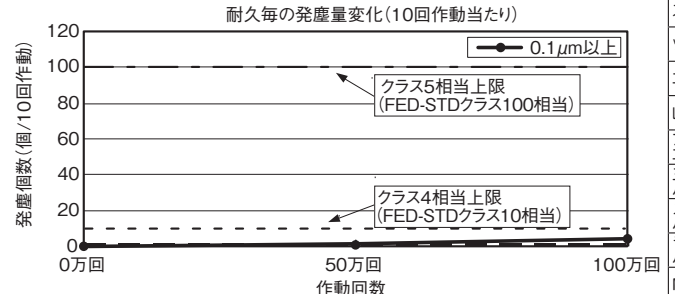 耐久毎の発塵量変化(10回作動当たり)
発塵個数(個/10回作動)
120
100
80
60
40
20
0
0.1μm以上
クラス5相当上限
(FED-STDクラス100相当)
クラス4相当上限
(FED-STDクラス10相当)
0万回
50万回
100万回
作動回数